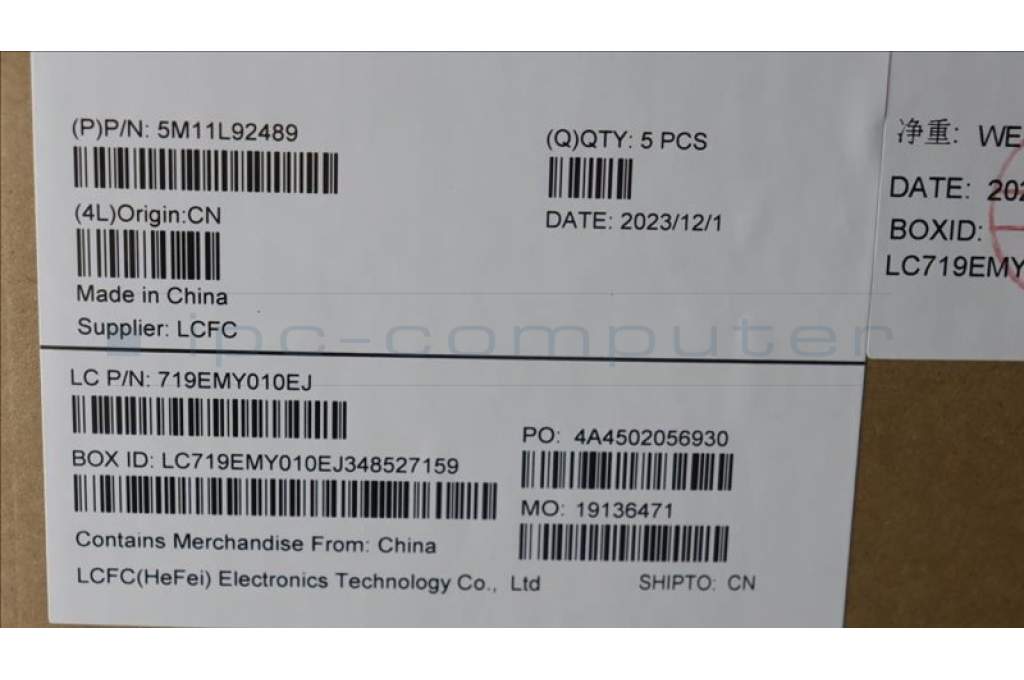 (P)P/N: 5M11L92489
(Q)QTY: 5 PCS
(4L)Origin:CN
DATE: 2023/12/1
Made in China
Supplier: LCFC
ipc-computer
LC P/N: 719EMY010EJ
PO: 4A4502056930
BOX ID: LC719EMY010EJ348527159
MO: 19136471
Contains Merchandise From: China
LCFC(HeFei) Electronics Technology Co., Ltd
SHIPTO: CN
净重: WE
DATE: 202
BOXID:
LC719EMY